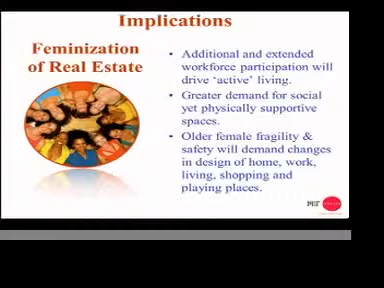 Implications
Feminization
of Real Estate
• Additional and extended
workforce participation will
drive 'active' living.
• Greater demand for social
yet physically supportive
spaces.
• Older female fragility &
safety will demand changes
in design of home, work,
living, shopping and
playing places.